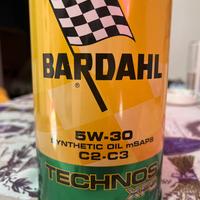 BARDAHL
®
5W-30
SYNTHETIC OIL mSAPS
C2-C3
TECHNOS